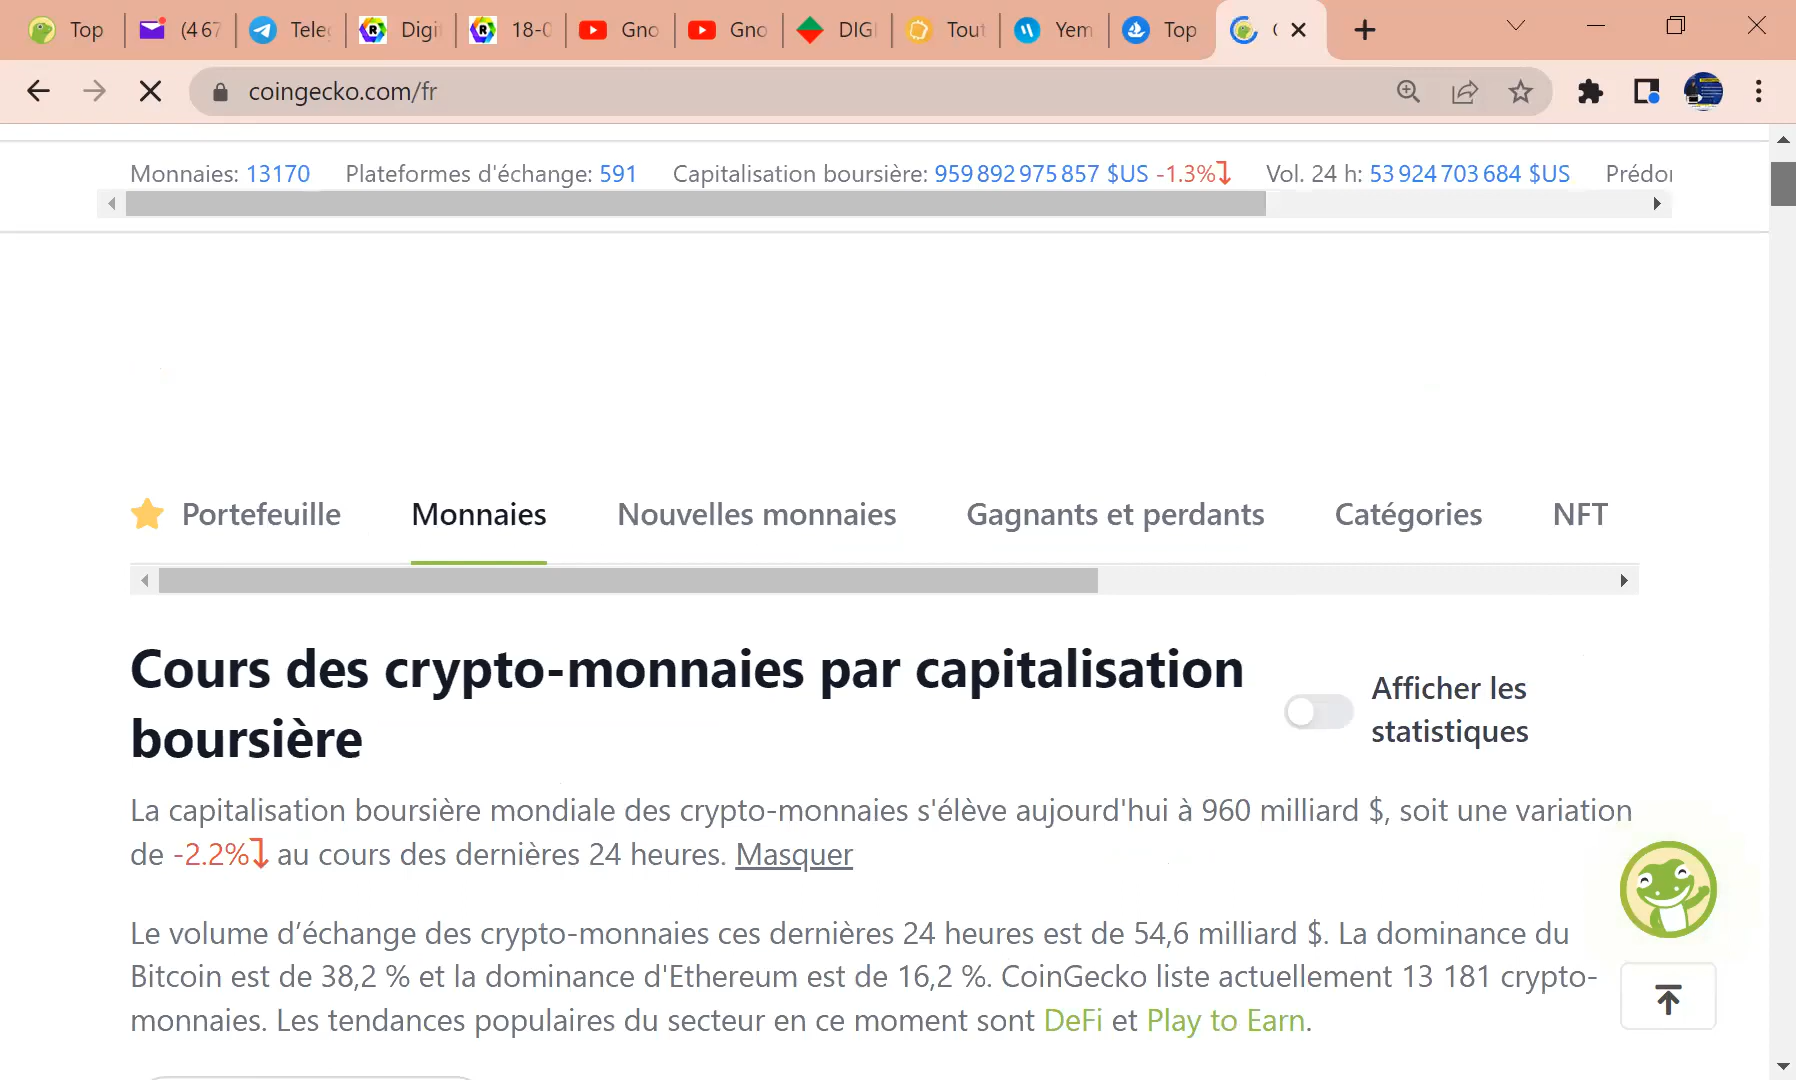 Top (467 Teleg Digit 18-0 Gno Gno DIGI Tout Yem Top
coingecko.com/fr
Monnaies: 13170 Plateformes d'échange: 591 Capitalisation boursière: 959 892 975 857 $US -1.3% Vol. 24 h: 53 924 703 684 $US Prédo
Portefeuille Monnaies Nouvelles monnaies Gagnants et perdants Catégories NFT
Cours des crypto-monnaies par capitalisation
boursière
Afficher les
statistiques
La capitalisation boursière mondiale des crypto-monnaies s'élève aujourd'hui à 960 milliard $, soit une variation
de -2.2% au cours des dernières 24 heures. Masquer
Le volume d’échange des crypto-monnaies ces dernières 24 heures est de 54,6 milliard $. La dominance du
Bitcoin est de 38,2 % et la dominance d'Ethereum est de 16,2 %. CoinGecko liste actuellement 13 181 crypto-
monnaies. Les tendances populaires du secteur en ce moment sont DeFi et Play to Earn.